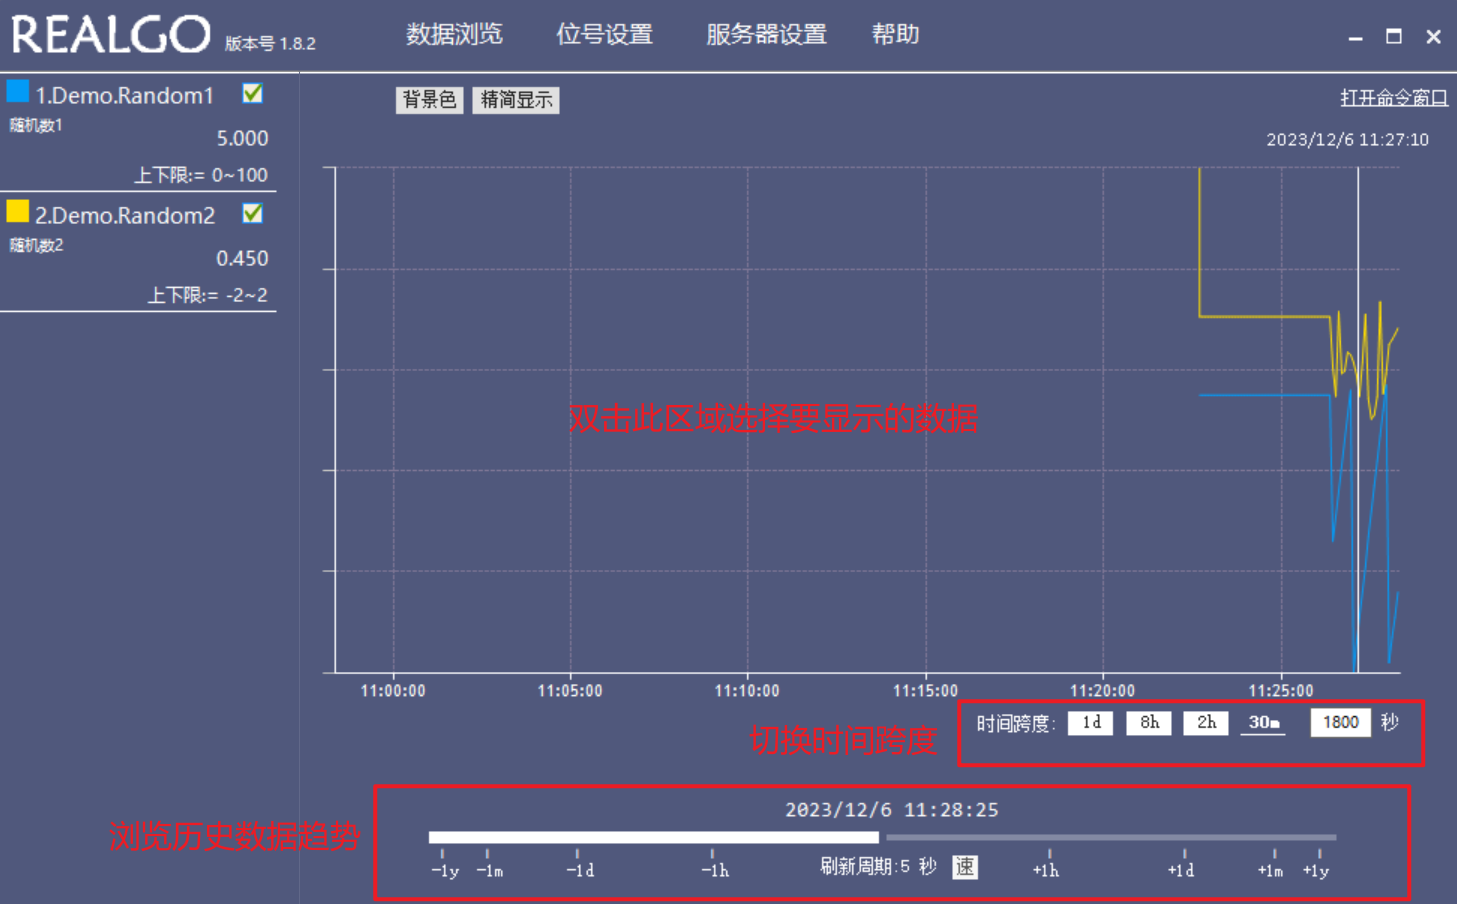 REALGO 版本号 1.8.2 数据浏览 位号设置 服务器设置 帮助
1.Demo.Random1
随机数1
5.000
上下限:= 0~100
2.Demo.Random2
随机数2
0.450
上下限:= -2~2
背景色 精简显示
打开命令窗口
2023/12/6 11:27:10
双击此区域选择要显示的数据
11:00:00 11:05:00 11:10:00 11:15:00 11:20:00 11:25:00
切换时间跨度
时间跨度: 1d 8h 2h 30m 1800 秒
浏览历史数据趋势
2023/12/6 11:28:25
-1y -1m -1d -1h 刷新周期:5 秒 速 +1h +1d +1m +1y